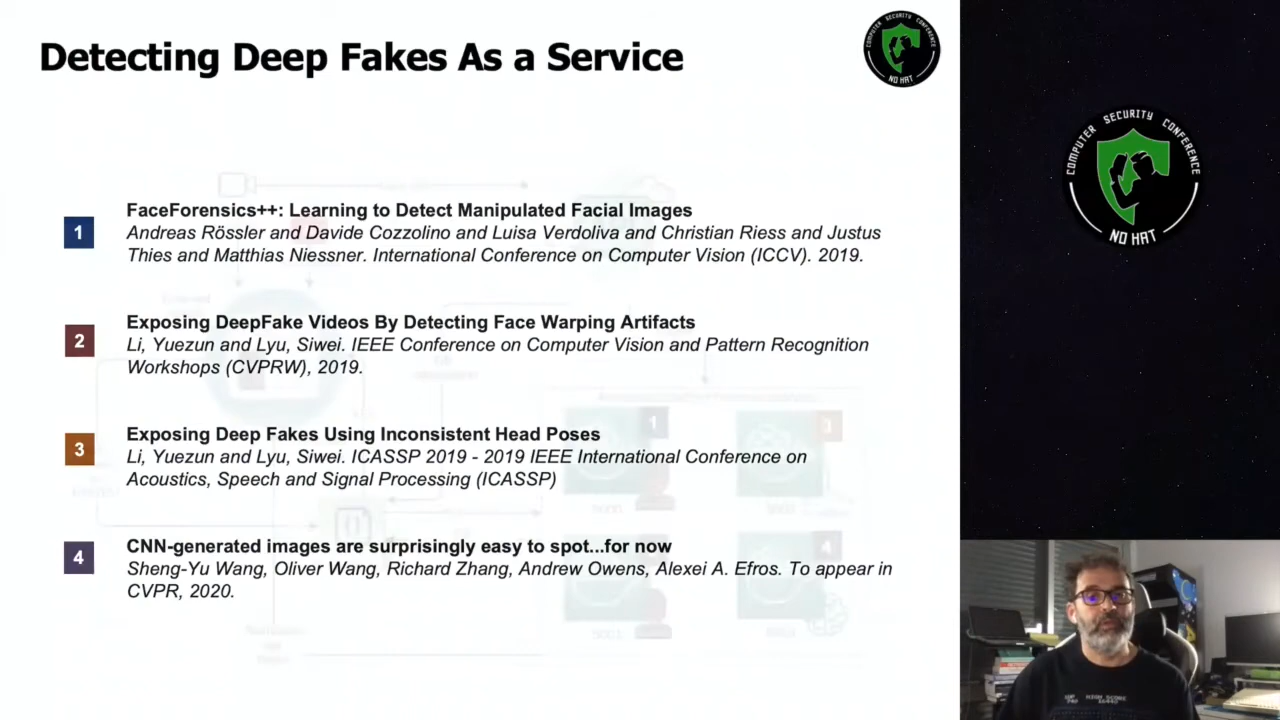 Detecting Deep Fakes As a Service
COMPUTER SECURITY CONFERENCE
NO HAT
1
FaceForensics++: Learning to Detect Manipulated Facial Images
Andreas Rössler and Davide Cozzolino and Luisa Verdoliva and Christian Riess and Justus
Thies and Matthias Niessner. International Conference on Computer Vision (ICCV). 2019.
2
Exposing DeepFake Videos By Detecting Face Warping Artifacts
Li, Yuezun and Lyu, Siwei. IEEE Conference on Computer Vision and Pattern Recognition
Workshops (CVPRW), 2019.
3
Exposing Deep Fakes Using Inconsistent Head Poses
Li, Yuezun and Lyu, Siwei. ICASSP 2019 - 2019 IEEE International Conference on
Acoustics, Speech and Signal Processing (ICASSP)
4
CNN-generated images are surprisingly easy to spot...for now
Sheng-Yu Wang, Oliver Wang, Richard Zhang, Andrew Owens, Alexei A. Efros. To appear in
CVPR, 2020.
COMPUTER SECURITY CONFERENCE
NO HAT
HIGH SCORE